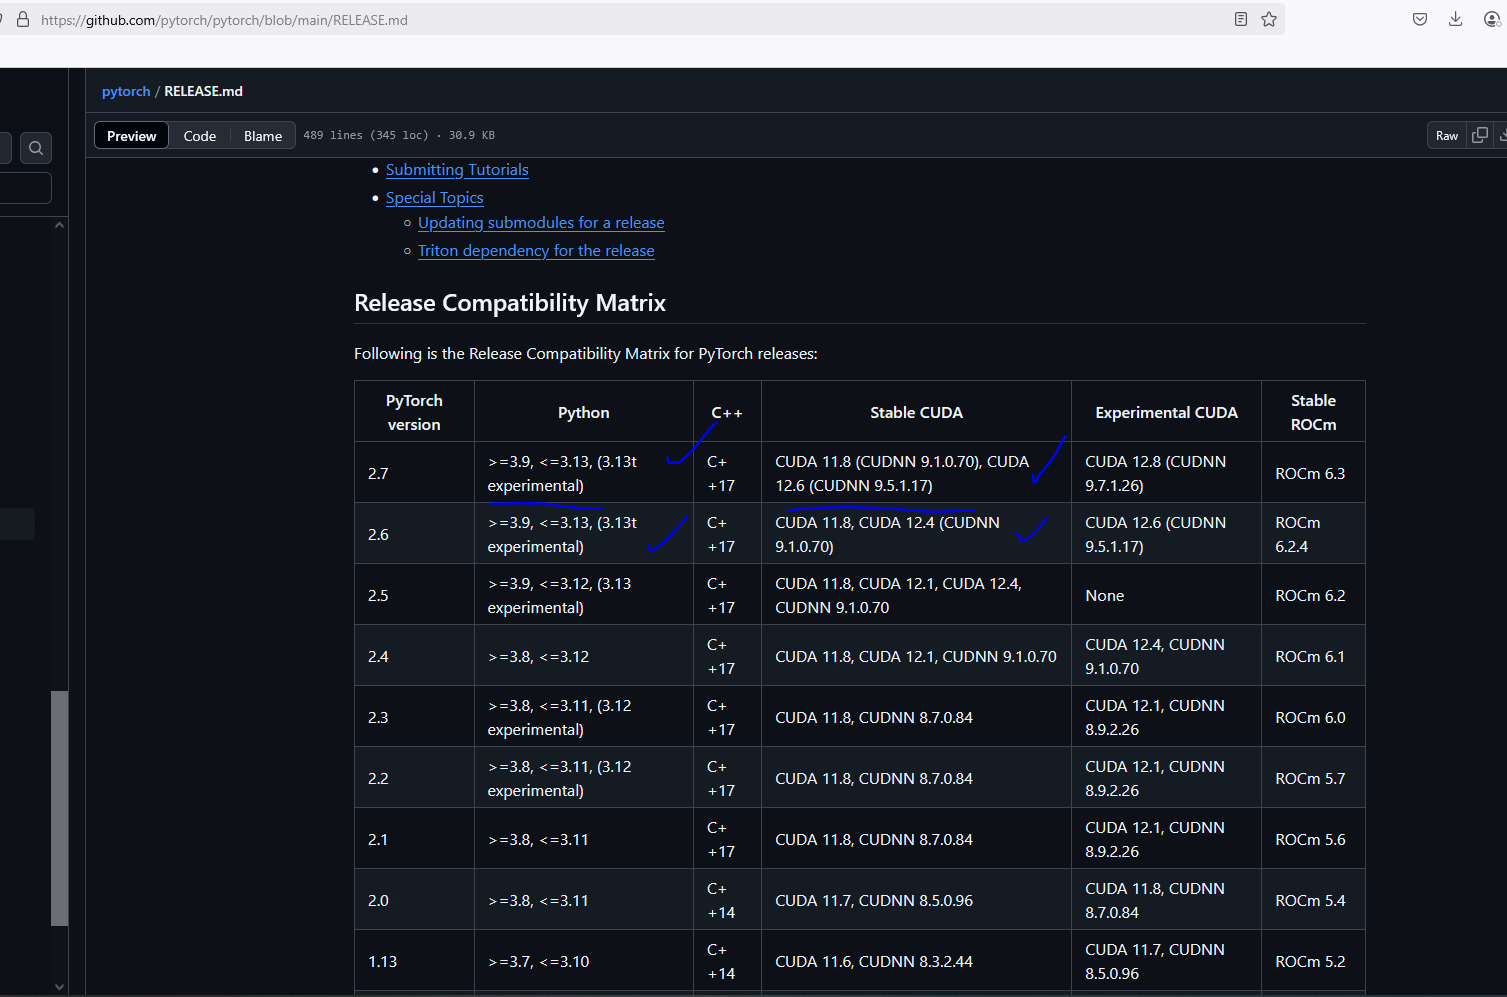 https://github.com/pytorch/pytorch/blob/main/RELEASE.md
pytorch / RELEASE.md
Preview Code Blame 489 lines (345 loc) · 30.9 KB Raw
• Submitting Tutorials
• Special Topics
○ Updating submodules for a release
○ Triton dependency for the release
Release Compatibility Matrix
Following is the Release Compatibility Matrix for PyTorch releases:
PyTorch
version
Python
C++
Stable CUDA
Experimental CUDA
Stable
ROCm
2.7
>=3.9, <=3.13, (3.13t
experimental)
C+
+17
CUDA 11.8 (CUDNN 9.1.0.70), CUDA
12.6 (CUDNN 9.5.1.17)
CUDA 12.8 (CUDNN
9.7.1.26)
ROCm 6.3
2.6
>=3.9, <=3.13, (3.13t
experimental)
C+
+17
CUDA 11.8, CUDA 12.4 (CUDNN
9.1.0.70)
CUDA 12.6 (CUDNN
9.5.1.17)
ROCm
6.2.4
2.5
>=3.9, <=3.12, (3.13
experimental)
C+
+17
CUDA 11.8, CUDA 12.1, CUDA 12.4,
CUDNN 9.1.0.70
None
ROCm 6.2
2.4
>=3.8, <=3.12
C+
+17
CUDA 11.8, CUDA 12.1, CUDNN 9.1.0.70
CUDA 12.4, CUDNN
9.1.0.70
ROCm 6.1
2.3
>=3.8, <=3.11, (3.12
experimental)
C+
+17
CUDA 11.8, CUDNN 8.7.0.84
CUDA 12.1, CUDNN
8.9.2.26
ROCm 6.0
2.2
>=3.8, <=3.11, (3.12
experimental)
C+
+17
CUDA 11.8, CUDNN 8.7.0.84
CUDA 12.1, CUDNN
8.9.2.26
ROCm 5.7
2.1
>=3.8, <=3.11
C+
+17
CUDA 11.8, CUDNN 8.7.0.84
CUDA 12.1, CUDNN
8.9.2.26
ROCm 5.6
2.0
>=3.8, <=3.11
C+
+14
CUDA 11.7, CUDNN 8.5.0.96
CUDA 11.8, CUDNN
8.7.0.84
ROCm 5.4
1.13
>=3.7, <=3.10
C+
+14
CUDA 11.6, CUDNN 8.3.2.44
CUDA 11.7, CUDNN
8.5.0.96
ROCm 5.2